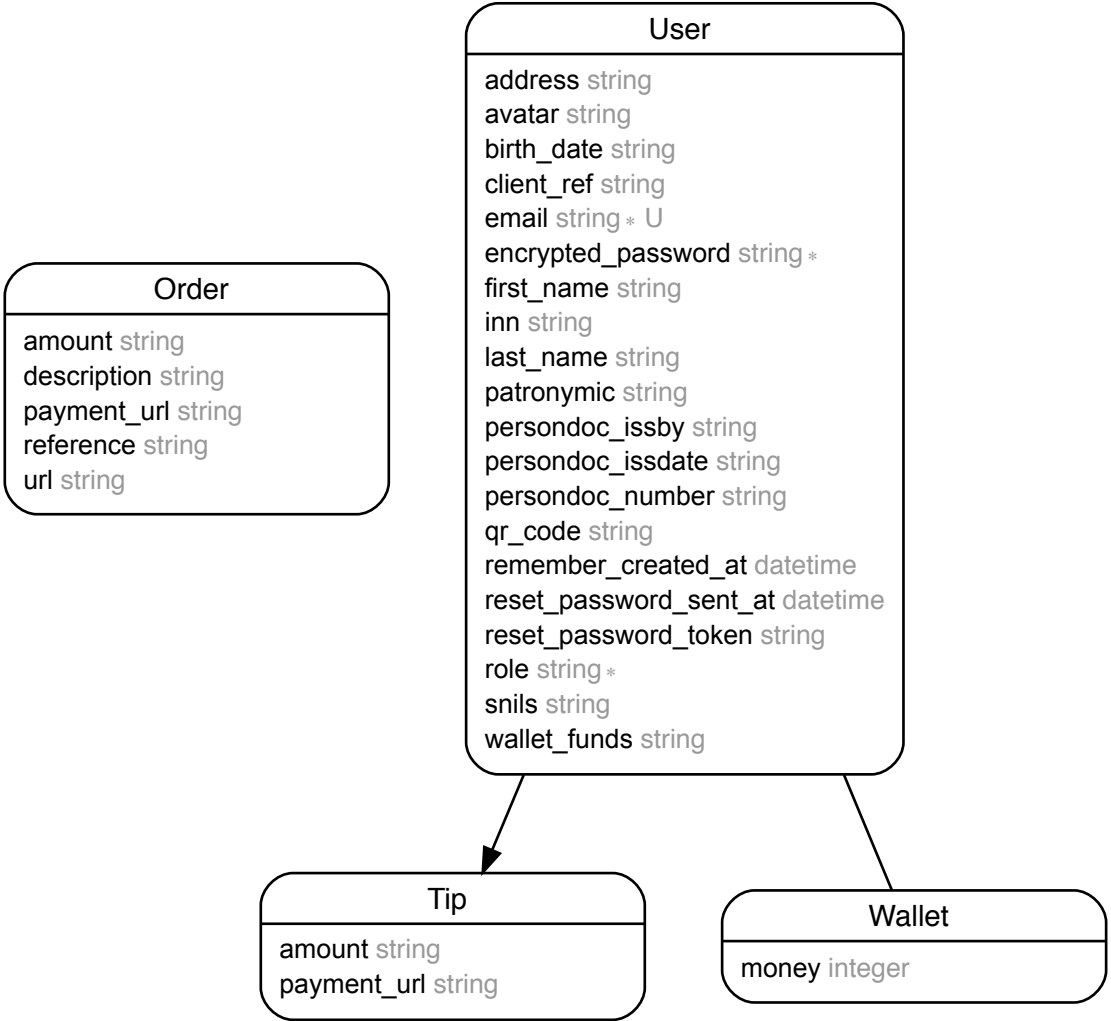 User
address string
avatar string
birth_date string
client_ref string
email string ∗ U
encrypted_password string ∗
first_name string
inn string
last_name string
patronymic string
persondoc_issby string
persondoc_issdate string
persondoc_number string
qr_code string
remember_created_at datetime
reset_password_sent_at datetime
reset_password_token string
role string ∗
snils string
wallet_funds string
Order
amount string
description string
payment_url string
reference string
url string
Tip
amount string
payment_url string
Wallet
money integer